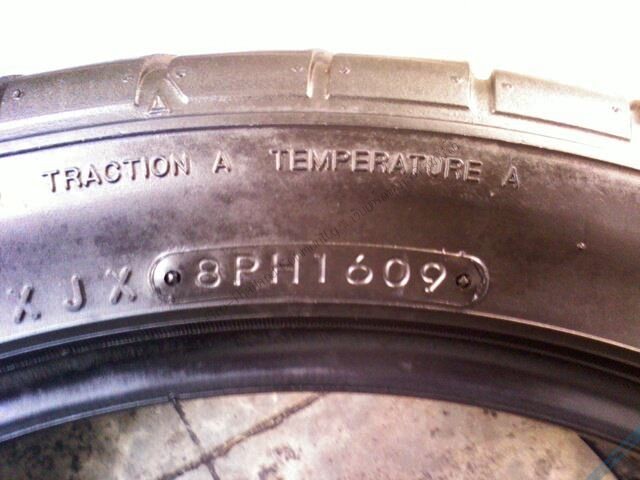 TRACTION A TEMPERATURE A
XJX 8PH1609